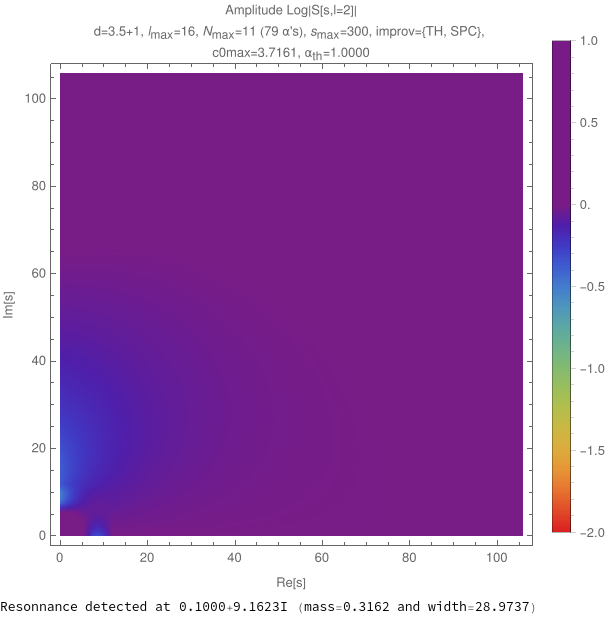 Amplitude Log|S[s,l=2]|
d=3.5+1, lmax=16, Nmax=11 (79 α's), smax=300, improv={TH, SPC},
c0max=3.7161, αth=1.0000
1.0
100
0.5
80
0.
60
Im[s]
-0.5
40
-1.0
20
-1.5
0
-2.0
0 20 40 60 80 100
Re[s]
Resonnance detected at 0.1000+9.1623I (mass=0.3162 and width=28.9737)